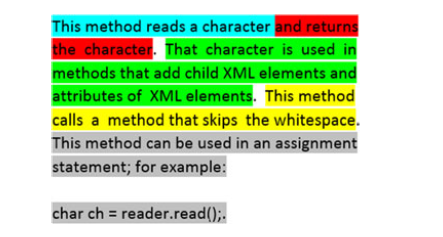 This method reads a character and returns
the character. That character is used in
methods that add child XML elements and
attributes of XML elements. This method
calls a method that skips the whitespace.
This method can be used in an assignment
statement; for example:
char ch = reader.read();.